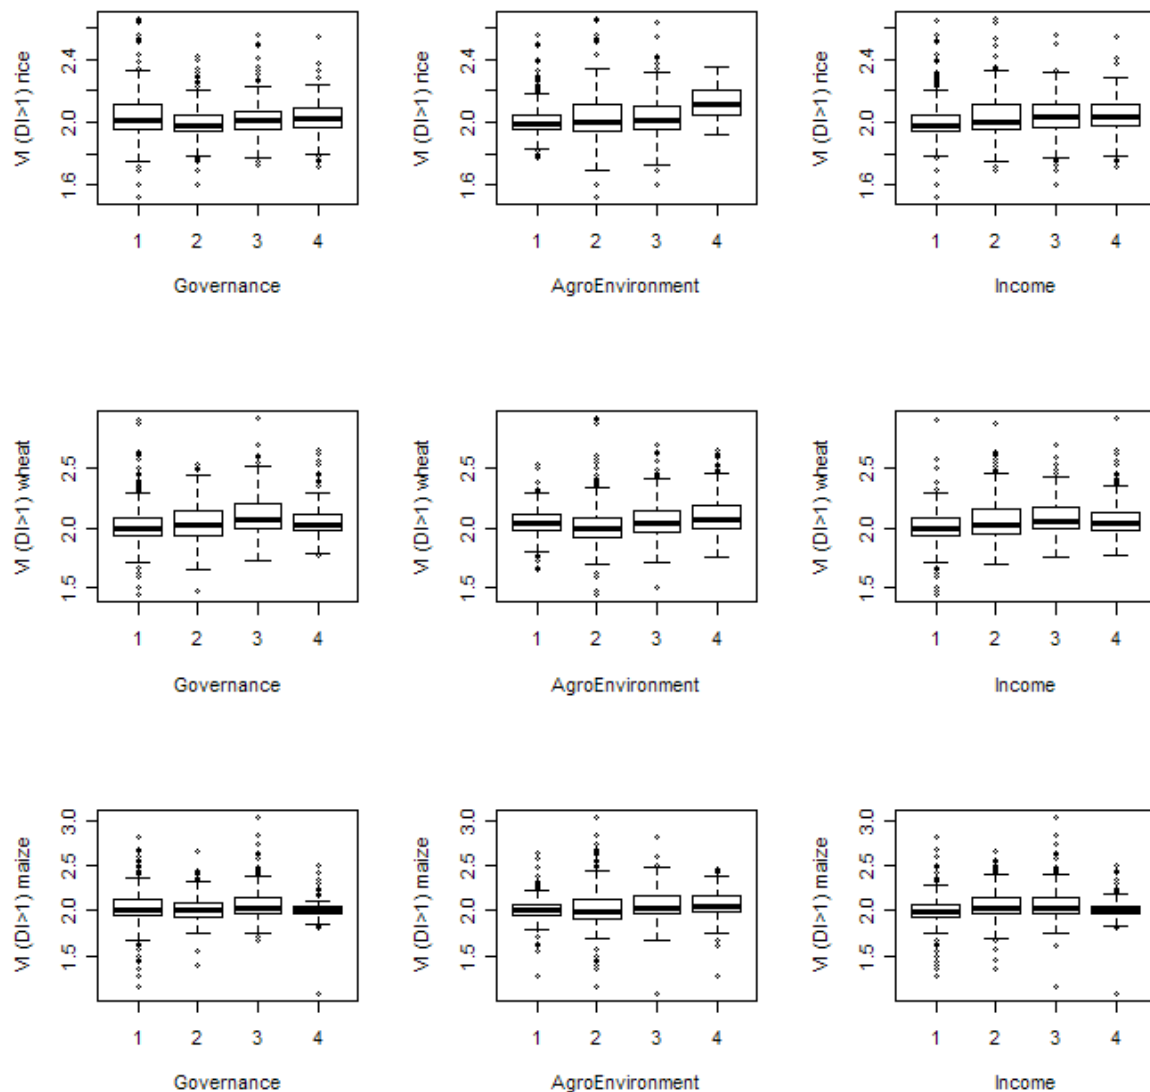 VI (DI>1) rice
2.4
2.0
1.6
1 2 3 4
Governance
VI (DI>1) rice
2.4
2.0
1.6
1 2 3 4
AgroEnvironment
VI (DI>1) rice
2.4
2.0
1.6
1 2 3 4
Income
VI (DI>1) wheat
2.5
2.0
1.5
1 2 3 4
Governance
VI (DI>1) wheat
2.5
2.0
1.5
1 2 3 4
AgroEnvironment
VI (DI>1) wheat
2.5
2.0
1.5
1 2 3 4
Income
VI (DI>1) maize
3.0
2.5
2.0
1.5
1 2 3 4
Governance
VI (DI>1) maize
3.0
2.5
2.0
1.5
1 2 3 4
AgroEnvironment
VI (DI>1) maize
3.0
2.5
2.0
1.5
1 2 3 4
Income